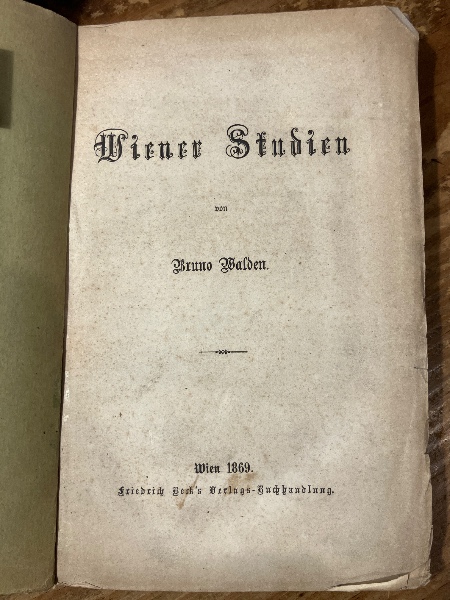 Wiener Studien
von
Bruno Walden.
Wien 1869.
Friedrich Beck's Verlags-Buchhandlung.